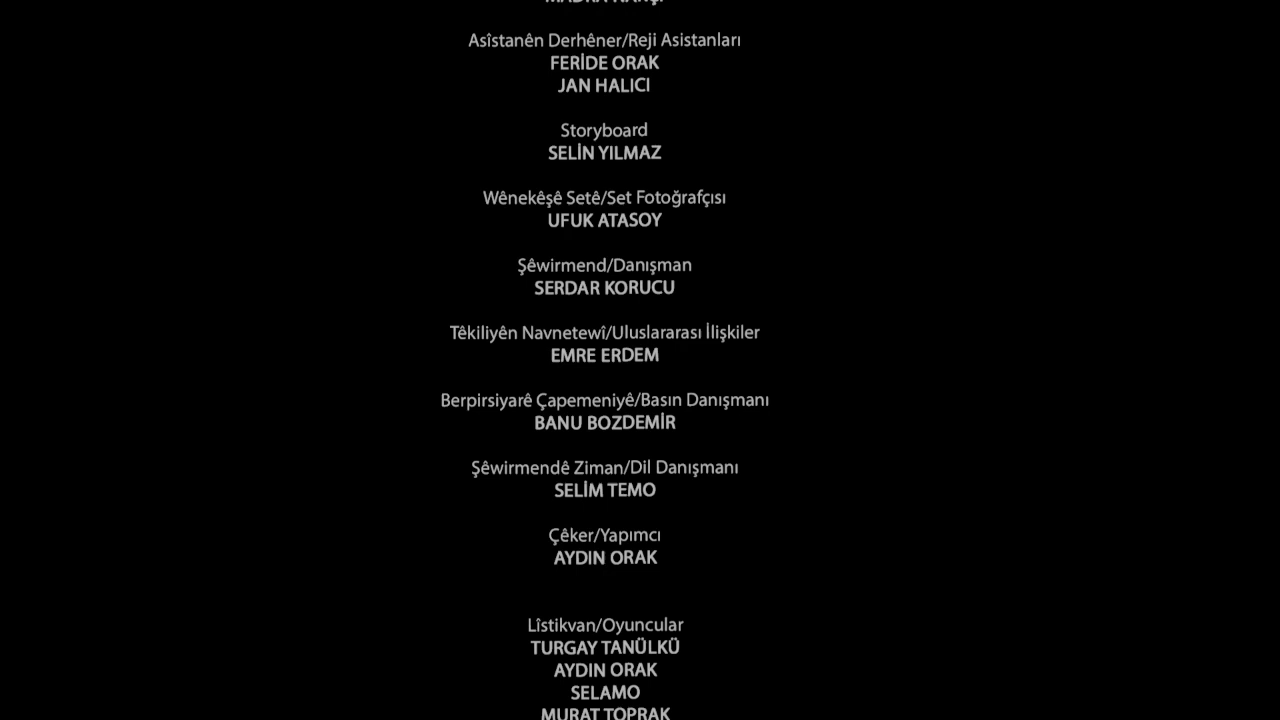 Asîstanên Derhêner/Reji Asistanları
FERİDE ORAK
JAN HALICI
Storyboard
SELİN YILMAZ
Wênekêşê Setê/Set Fotoğrafçısı
UFUK ATASOY
Şêwirmend/Danışman
SERDAR KORUCU
Têkiliyên Navnetewî/Uluslararası İlişkiler
EMRE ERDEM
Berpirsiyarê Çapemeniyê/Basın Danışmanı
BANU BOZDEMİR
Şêwirmendê Ziman/Dil Danışmanı
SELİM TEMO
Çêker/Yapımcı
AYDIN ORAK
Lîstikvan/Oyuncular
TURGAY TANÜLKÜ
AYDIN ORAK
SELAMO
MURAT TOPRAK